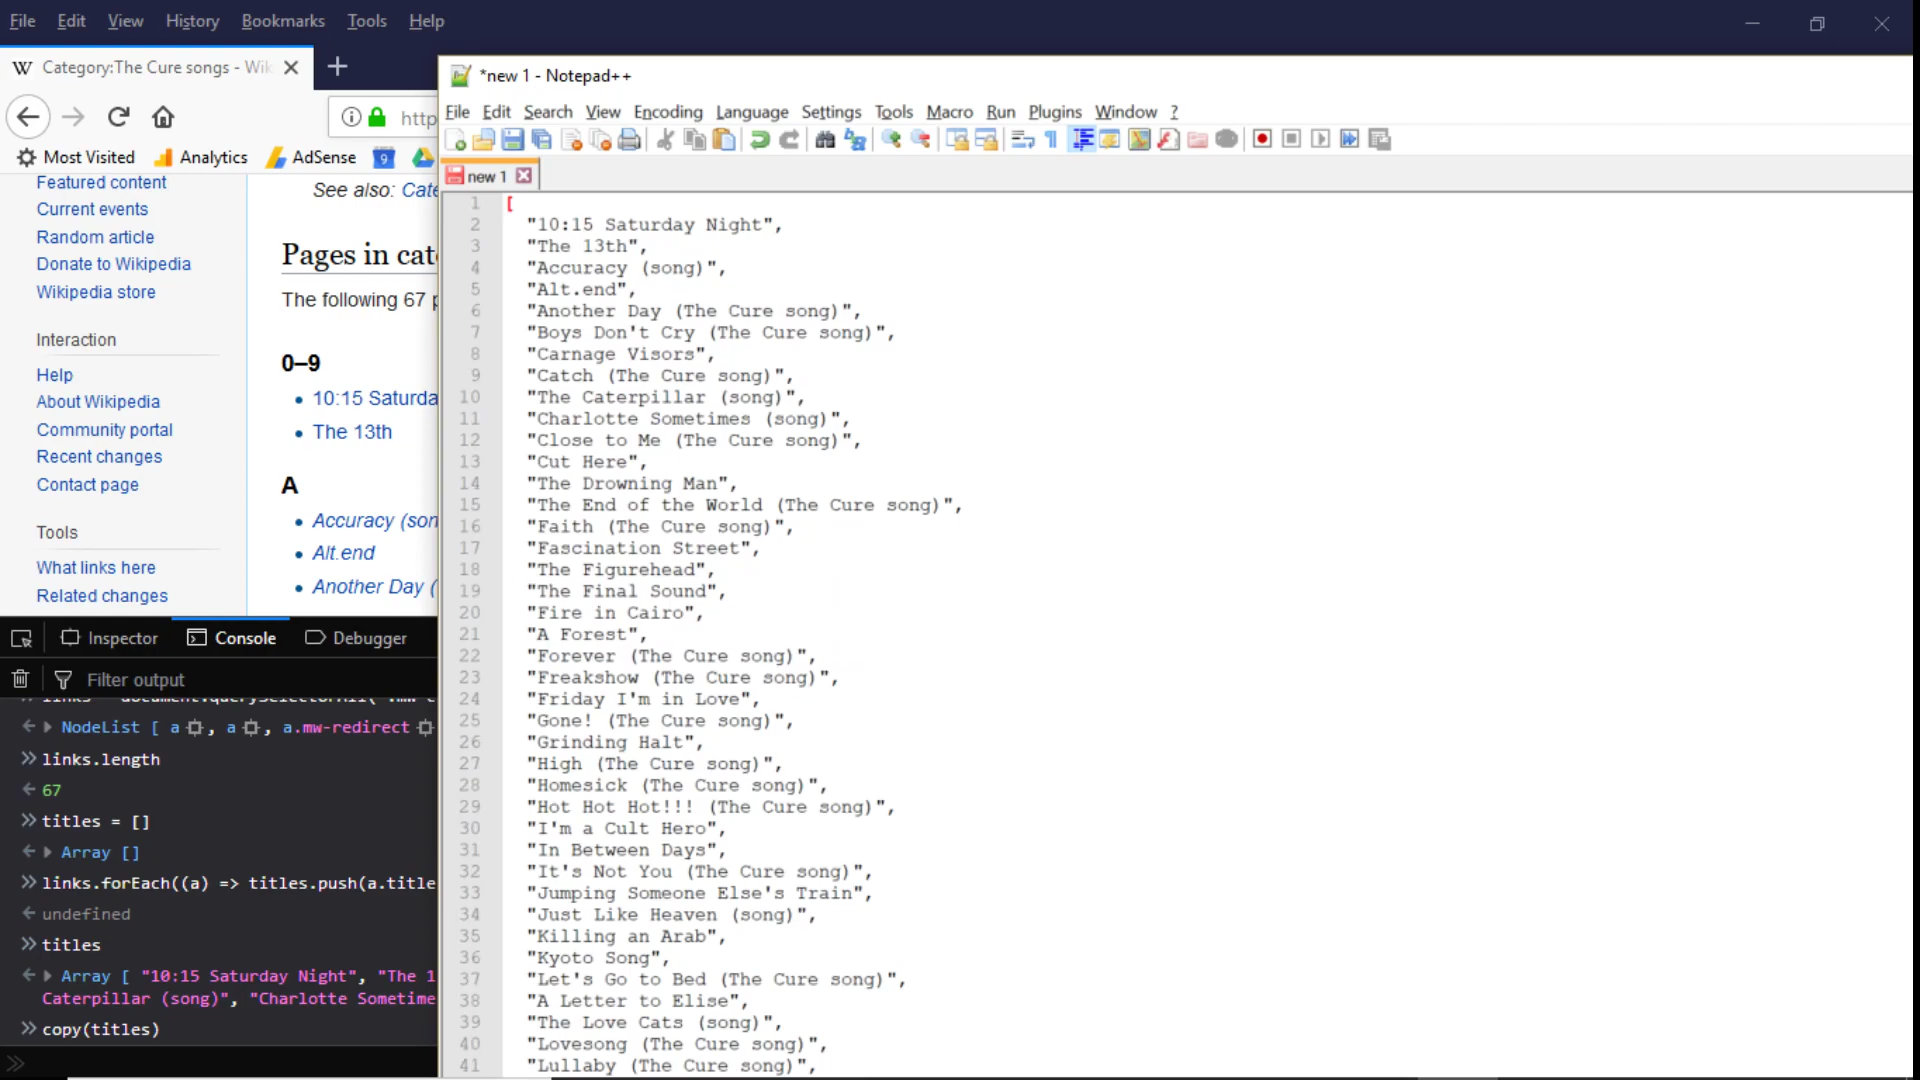 File Edit View History Bookmarks Tools Help
Category:The Cure songs - Wik
http
Most Visited Analytics AdSense 9
Featured content
Current events
Random article
Donate to Wikipedia
Wikipedia store
Interaction
Help
About Wikipedia
Community portal
Recent changes
Contact page
Tools
What links here
Related changes
See also: Cate
Pages in cat
The following 67 p
0–9
• 10:15 Saturda
• The 13th
A
• Accuracy (son
• Alt.end
• Another Day (
Inspector Console Debugger
Filter output
NodeList [ a , a , a.mw-redirect
links.length
67
titles = []
Array []
links.forEach((a) => titles.push(a.title
undefined
titles
Array [ "10:15 Saturday Night", "The 1
Caterpillar (song)", "Charlotte Sometime
copy(titles)
*new 1 - Notepad++
File Edit Search View Encoding Language Settings Tools Macro Run Plugins Window ?
new 1
1 [
2 "10:15 Saturday Night",
3 "The 13th",
4 "Accuracy (song)",
5 "Alt.end",
6 "Another Day (The Cure song)",
7 "Boys Don't Cry (The Cure song)",
8 "Carnage Visors",
9 "Catch (The Cure song)",
10 "The Caterpillar (song)",
11 "Charlotte Sometimes (song)",
12 "Close to Me (The Cure song)",
13 "Cut Here",
14 "The Drowning Man",
15 "The End of the World (The Cure song)",
16 "Faith (The Cure song)",
17 "Fascination Street",
18 "The Figurehead",
19 "The Final Sound",
20 "Fire in Cairo",
21 "A Forest",
22 "Forever (The Cure song)",
23 "Freakshow (The Cure song)",
24 "Friday I'm in Love",
25 "Gone! (The Cure song)",
26 "Grinding Halt",
27 "High (The Cure song)",
28 "Homesick (The Cure song)",
29 "Hot Hot Hot!!! (The Cure song)",
30 "I'm a Cult Hero",
31 "In Between Days",
32 "It's Not You (The Cure song)",
33 "Jumping Someone Else's Train",
34 "Just Like Heaven (song)",
35 "Killing an Arab",
36 "Kyoto Song",
37 "Let's Go to Bed (The Cure song)",
38 "A Letter to Elise",
39 "The Love Cats (song)",
40 "Lovesong (The Cure song)",
41 "Lullaby (The Cure song)",